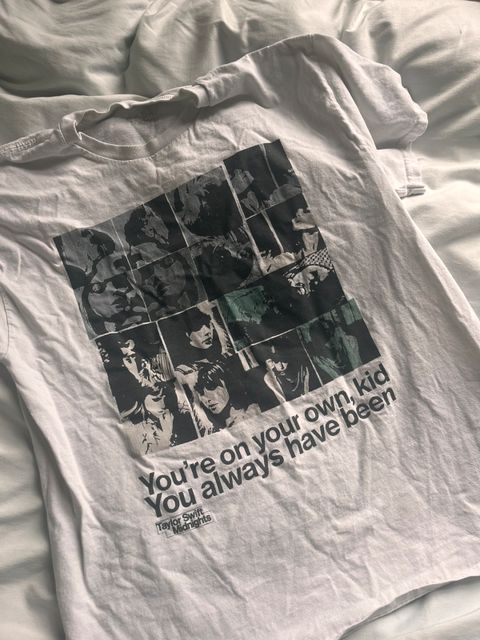 You're on your own, kid
You always have been
Taylor Swift
Midnights